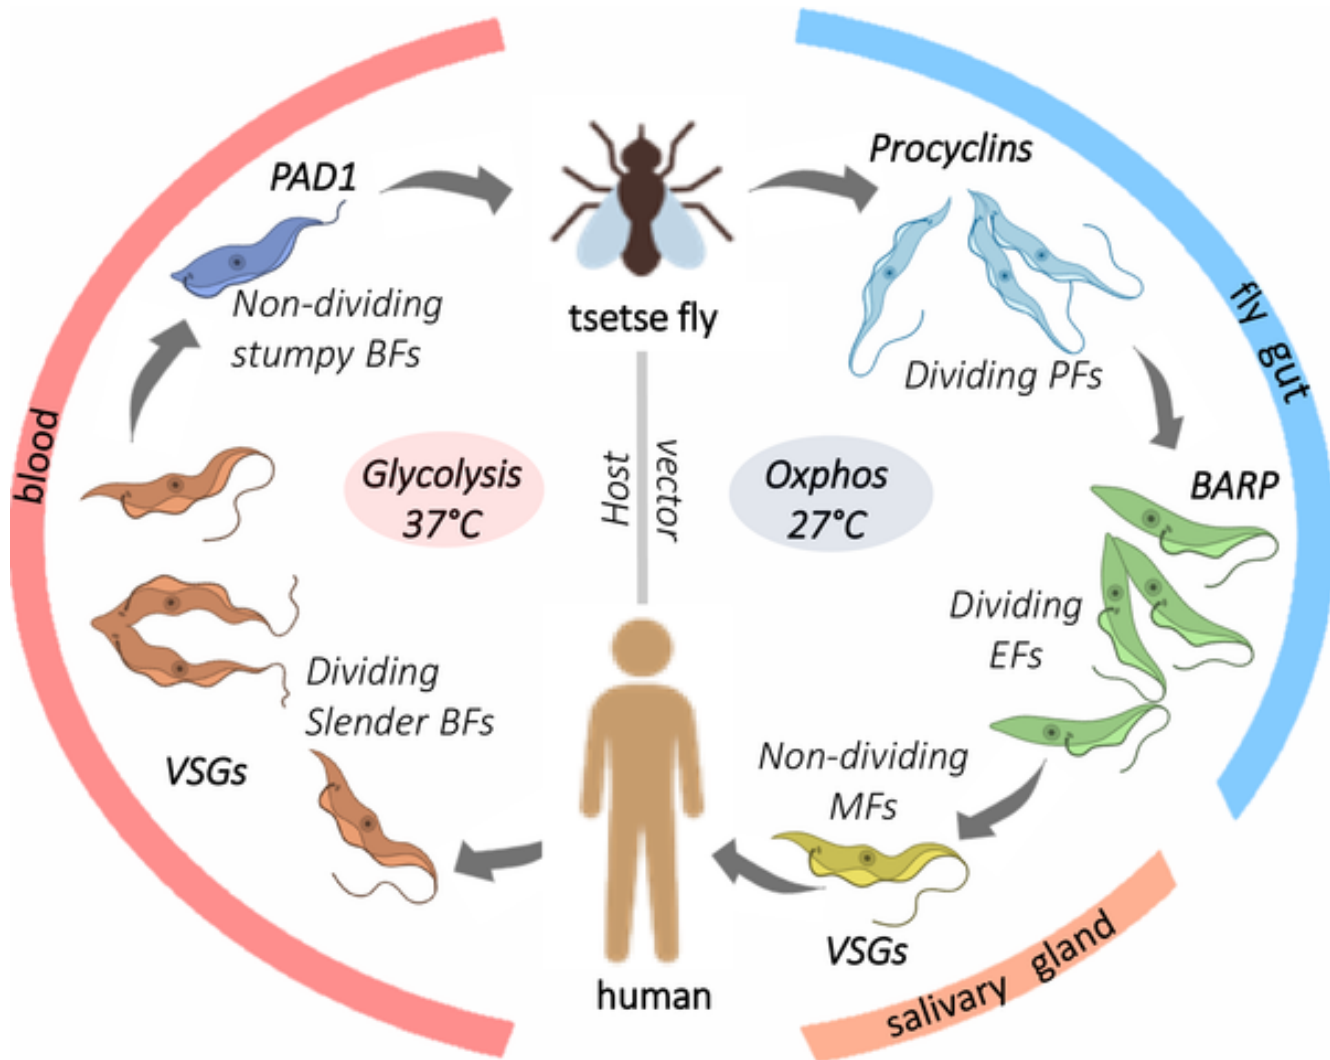 PAD1
Non-dividing
stumpy BFs
tsetse fly
Procyclins
Dividing PFs
fly gut
blood
Glycolysis
37°C
Host
vector
Oxphos
27°C
BARP
Dividing
EFs
Dividing
Slender BFs
VSGs
Non-dividing
MFs
VSGs
human
salivary gland